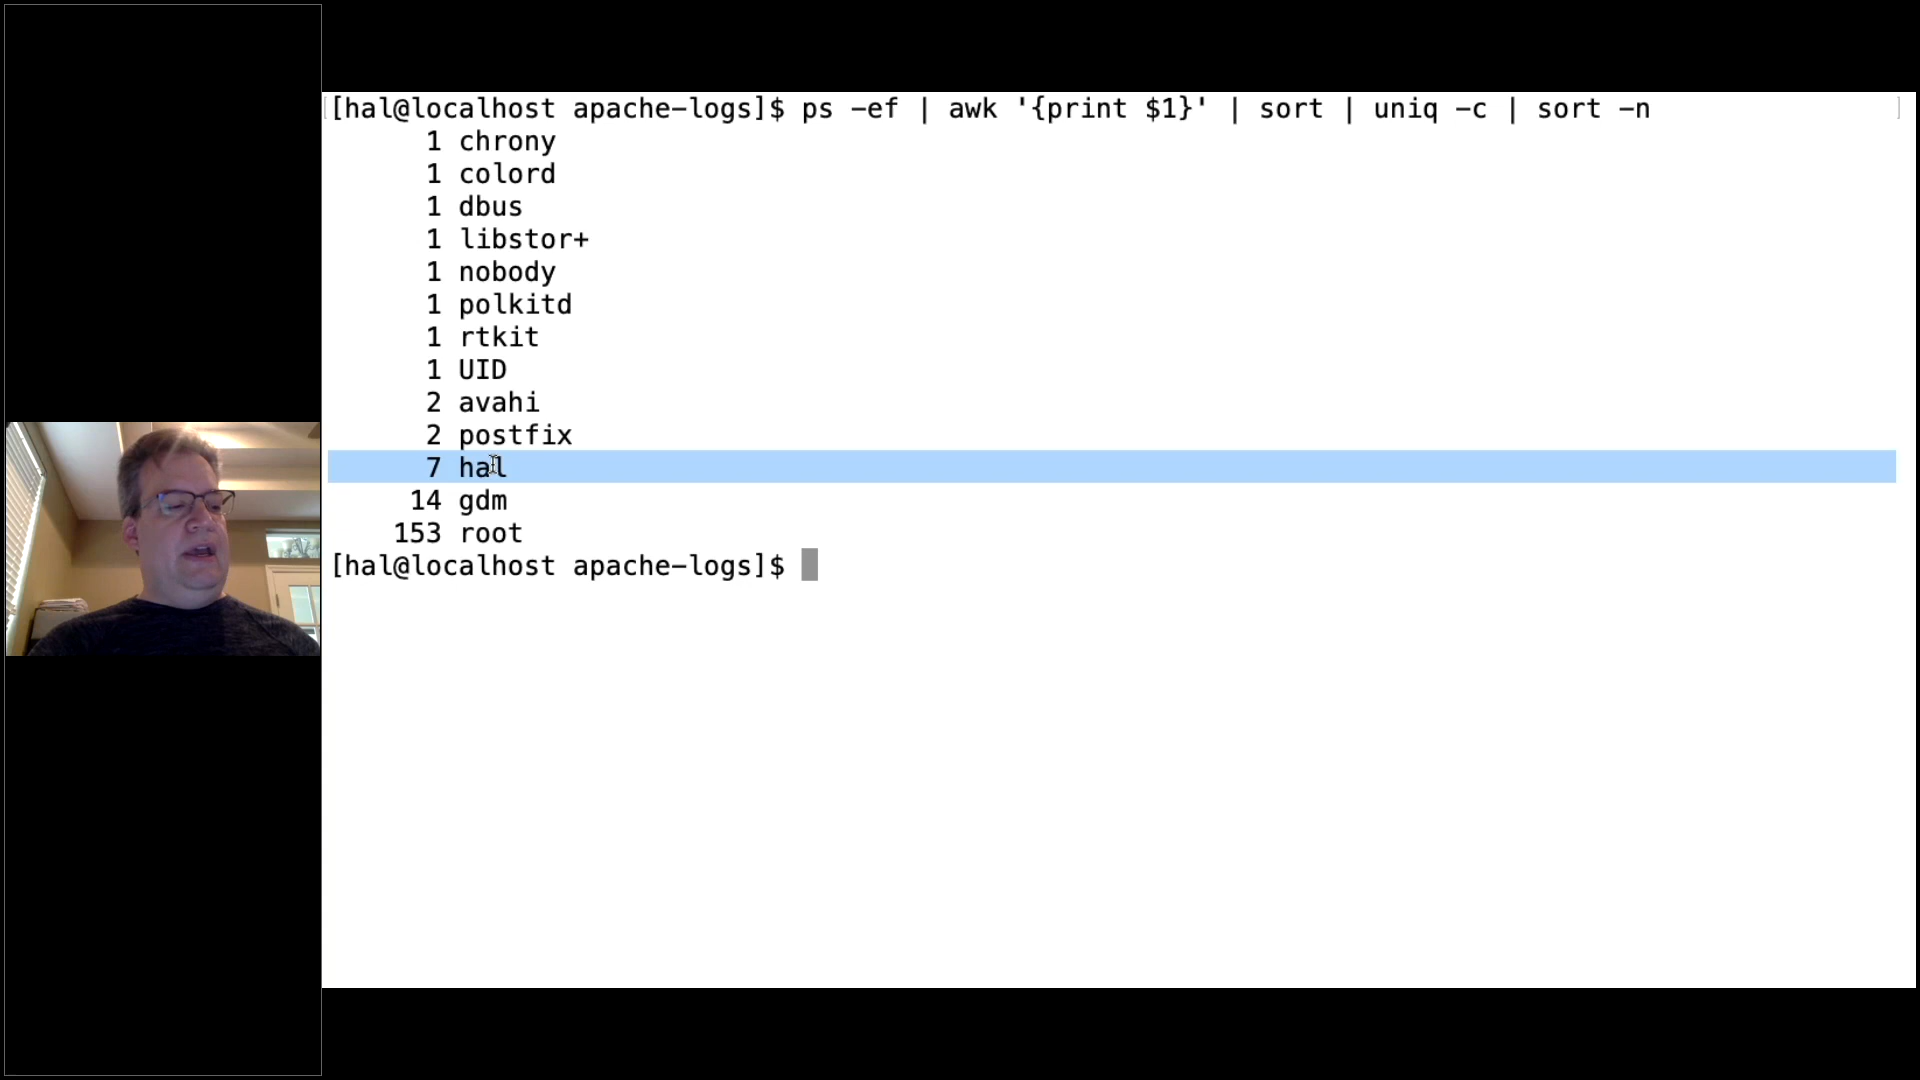 [hal@localhost apache-logs]$ ps -ef | awk '{print $1}' | sort | uniq -c | sort -n
1 chrony
1 colord
1 dbus
1 libstor+
1 nobody
1 polkitd
1 rtkit
1 UID
2 avahi
2 postfix
7 hal
14 gdm
153 root
[hal@localhost apache-logs]$